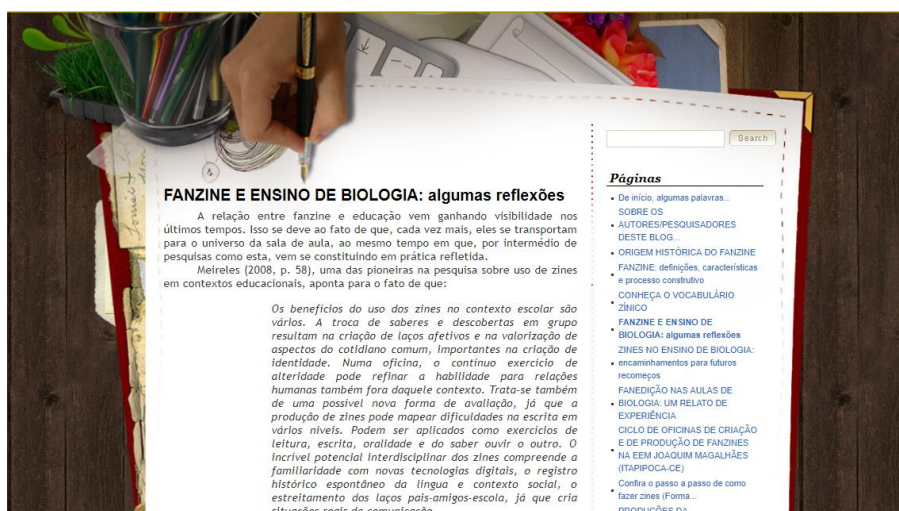 FANZINE E ENSINO DE BIOLOGIA: algumas reflexões
A relação entre fanzine e educação vem ganhando visibilidade nos
últimos tempos. Isso se deve ao fato de que, cada vez mais, eles se transportam
para o universo da sala de aula, ao mesmo tempo em que, por intermédio de
pesquisas como esta, vem se constituindo em prática refletida.
Meireles (2008, p. 58), uma das pioneiras na pesquisa sobre uso de zines
em contextos educacionais, aponta para o fato de que:
Os benefícios do uso dos zines no contexto escolar são
vários. A troca de saberes e descobertas em grupo
resultam na criação de laços afetivos e na valorização de
aspectos do cotidiano comum, importantes na criação de
identidade. Numa oficina, o contínuo exercício de
alteridade pode refinar a habilidade para relações
humanas também fora daquele contexto. Trata-se também
de uma possível nova forma de avaliação, já que a
produção de zines pode mapear dificuldades na escrita em
vários níveis. Podem ser aplicados como exercícios de
leitura, escrita, oralidade e do saber ouvir o outro. O
incrível potencial interdisciplinar dos zines compreende a
familiaridade com novas tecnologias digitais, o registro
histórico espontâneo da língua e contexto social, o
estreitamento dos laços pais-amigos-escola, já que cria
situações reais de comunicação
Search
Páginas
De início, algumas palavras...
SOBRE OS
AUTORES/PESQUISADORES
DESTE BLOG...
ORIGEM HISTÓRICA DO FANZINE
FANZINE: definições, características
e processo construtivo
CONHEÇA O VOCABULÁRIO
ZÍNICO
FANZINE E ENSINO DE
BIOLOGIA: algumas reflexões
ZINES NO ENSINO DE BIOLOGIA:
encaminhamentos para futuros
recomeços
FANEDIÇÃO NAS AULAS DE
BIOLOGIA: UM RELATO DE
EXPERIÊNCIA
CICLO DE OFICINAS DE CRIAÇÃO
E DE PRODUÇÃO DE FANZINES
NA EEM JOAQUIM MAGALHÃES
(ITAPIPOCA-CE)
Confira o passo a passo de como
fazer zines (Forma...
PRODUÇÕES DA